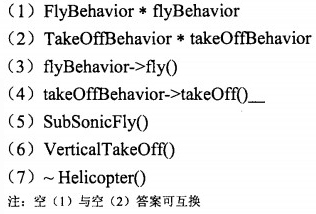 （1）FlyBehavior * flyBehavior
（2）TakeOffBehavior * takeOffBehavior
（3）flyBehavior->fly()
（4）takeOffBehavior->takeOff()__
（5）SubSonicFly()
（6）VerticalTakeOff()
（7）~ Helicopter()
注：空（1）与空（2）答案可互换